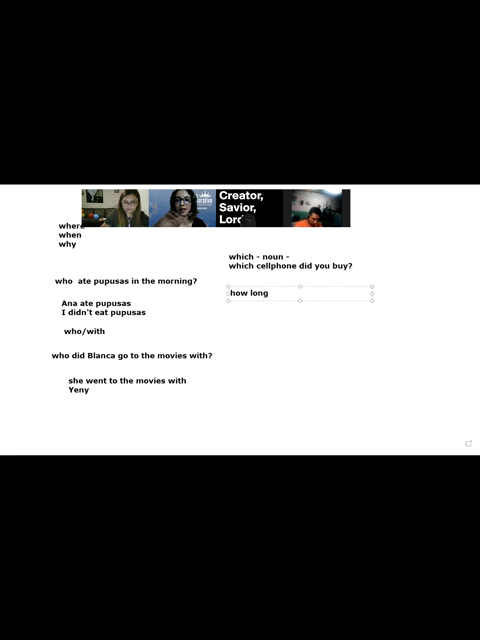 Creator,
Savior,
Lord
where
when
why
who  ate pupusas in the morning?
Ana ate pupusas
I didn't eat pupusas
who/with
who did Blanca go to the movies with?
she went to the movies with
Yeny
which - noun -
which cellphone did you buy?
how long